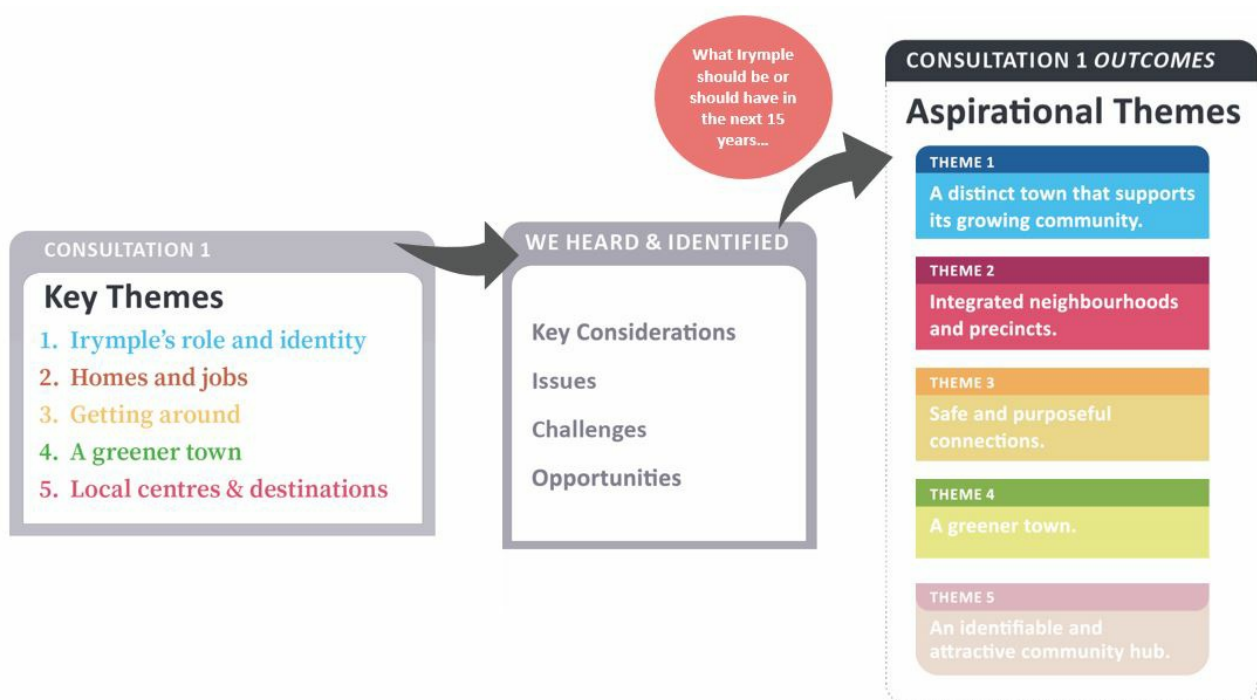 CONSULTATION 1
Key Themes
1. Irymple's role and identity
2. Homes and jobs
3. Getting around
4. A greener town
5. Local centres & destinations
WE HEARD & IDENTIFIED
Key Considerations
Issues
Challenges
Opportunities
What Irymple
should be or
should have in
the next 15
years...
CONSULTATION 1 OUTCOMES
Aspirational Themes
THEME 1
A distinct town that supports
its growing community.
THEME 2
Integrated neighbourhoods
and precincts.
THEME 3
Safe and purposeful
connections.
THEME 4
A greener town.
THEME 5
An identifiable and
attractive community hub.